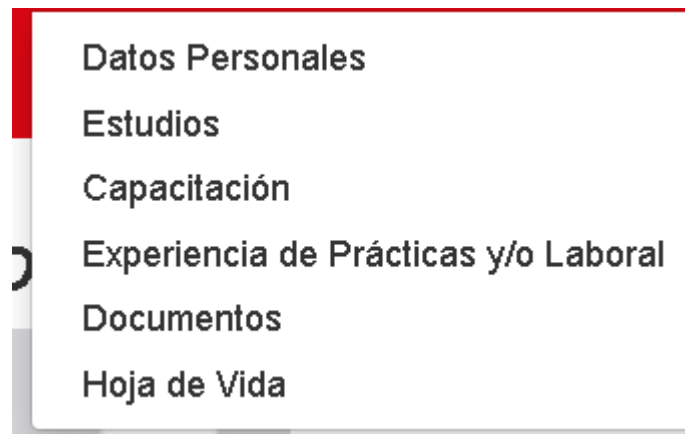 Datos Personales
Estudios
Capacitación
Experiencia de Prácticas y/o Laboral
Documentos
Hoja de Vida